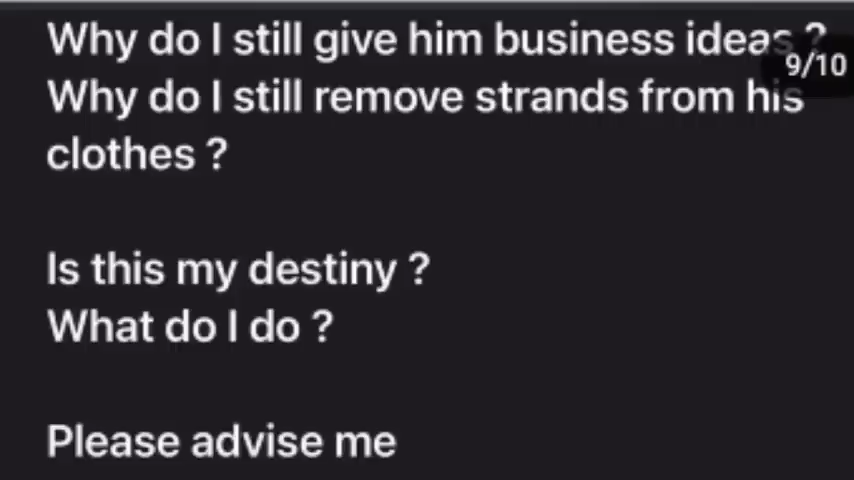 Why do I still give him business ideas ?
9/10
Why do I still remove strands from his
clothes ?
Is this my destiny ?
What do I do ?
Please advise me